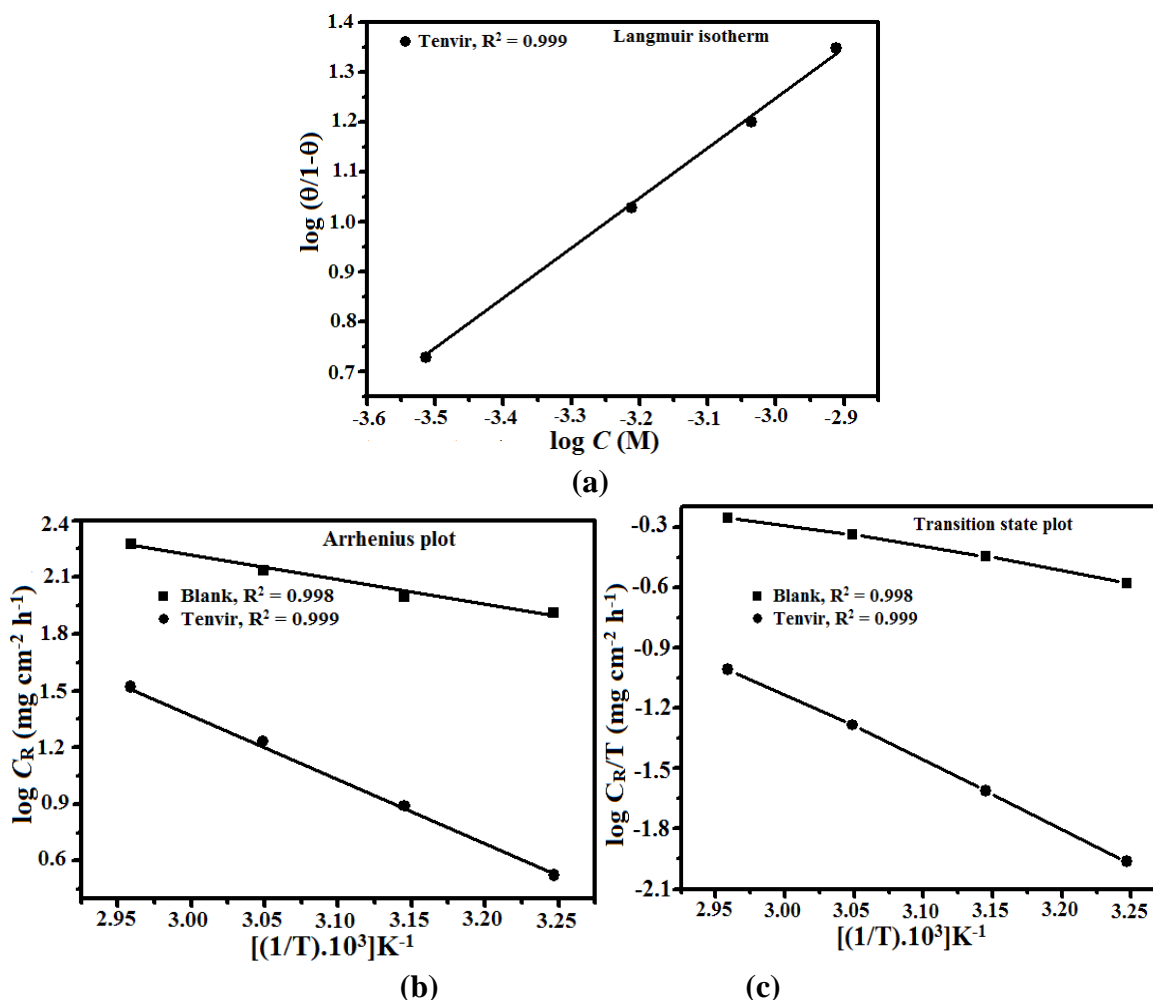 Tenvir, R² = 0.999
Langmuir isotherm
1.4
1.3
1.2
1.1
1.0
0.9
0.8
0.7
log (θ/1-θ)
-3.6 -3.5 -3.4 -3.3 -3.2 -3.1 -3.0 -2.9
log C (M)
(a)
2.4
2.1
1.8
1.5
1.2
0.9
0.6
log C_R (mg cm⁻² h⁻¹)
Arrhenius plot
Blank, R² = 0.998
Tenvir, R² = 0.999
2.95 3.00 3.05 3.10 3.15 3.20 3.25
[(1/T).10³]K⁻¹
(b)
-0.3
-0.6
-0.9
-1.2
-1.5
-1.8
-2.1
log C_R/T (mg cm⁻² h⁻¹)
Transition state plot
Blank, R² = 0.998
Tenvir, R² = 0.999
2.95 3.00 3.05 3.10 3.15 3.20 3.25
[(1/T).10³]K⁻¹
(c)